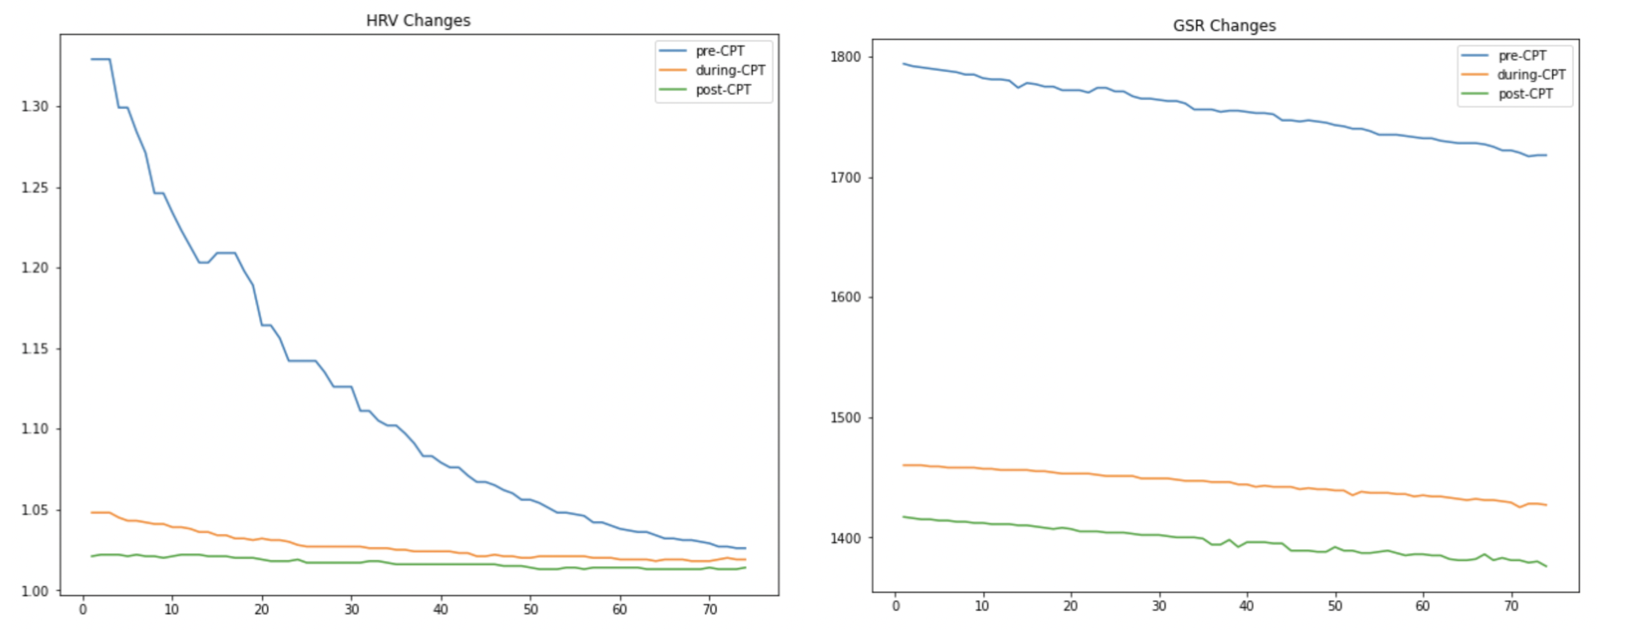 HRV Changes
pre-CPT
during-CPT
post-CPT
1.30
1.25
1.20
1.15
1.10
1.05
1.00
0 10 20 30 40 50 60 70
GSR Changes
pre-CPT
during-CPT
post-CPT
1800
1700
1600
1500
1400
0 10 20 30 40 50 60 70